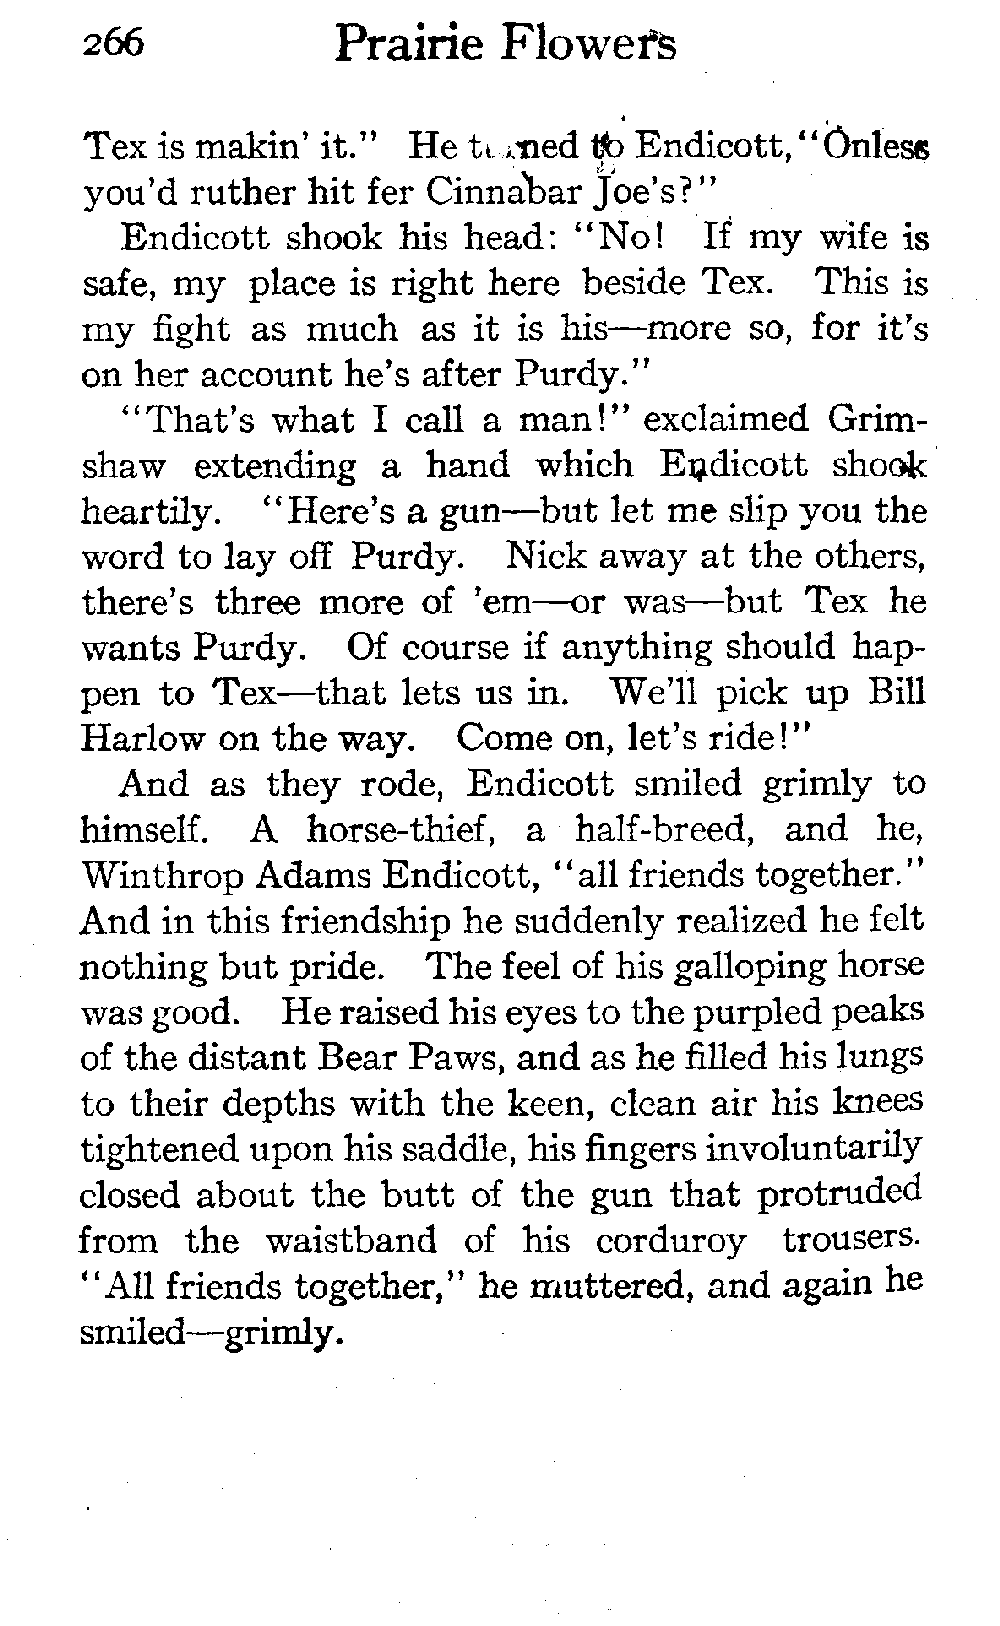 266 Prairie Flowers
Tex is makin' it." He turned to Endicott, "Onless
you'd ruther hit fer Cinnabar Joe's?"
Endicott shook his head: "No! If my wife is
safe, my place is right here beside Tex. This is
my fight as much as it is his—more so, for it's
on her account he's after Purdy."
"That's what I call a man!" exclaimed Grim-
shaw extending a hand which Endicott shook
heartily. "Here's a gun—but let me slip you the
word to lay off Purdy. Nick away at the others,
there's three more of 'em—or was—but Tex he
wants Purdy. Of course if anything should hap-
pen to Tex—that lets us in. We'll pick up Bill
Harlow on the way. Come on, let's ride!"
And as they rode, Endicott smiled grimly to
himself. A horse-thief, a half-breed, and he,
Winthrop Adams Endicott, "all friends together."
And in this friendship he suddenly realized he felt
nothing but pride. The feel of his galloping horse
was good. He raised his eyes to the purpled peaks
of the distant Bear Paws, and as he filled his lungs
to their depths with the keen, clean air his knees
tightened upon his saddle, his fingers involuntarily
closed about the butt of the gun that protruded
from the waistband of his corduroy trousers.
"All friends together," he muttered, and again he
smiled—grimly.